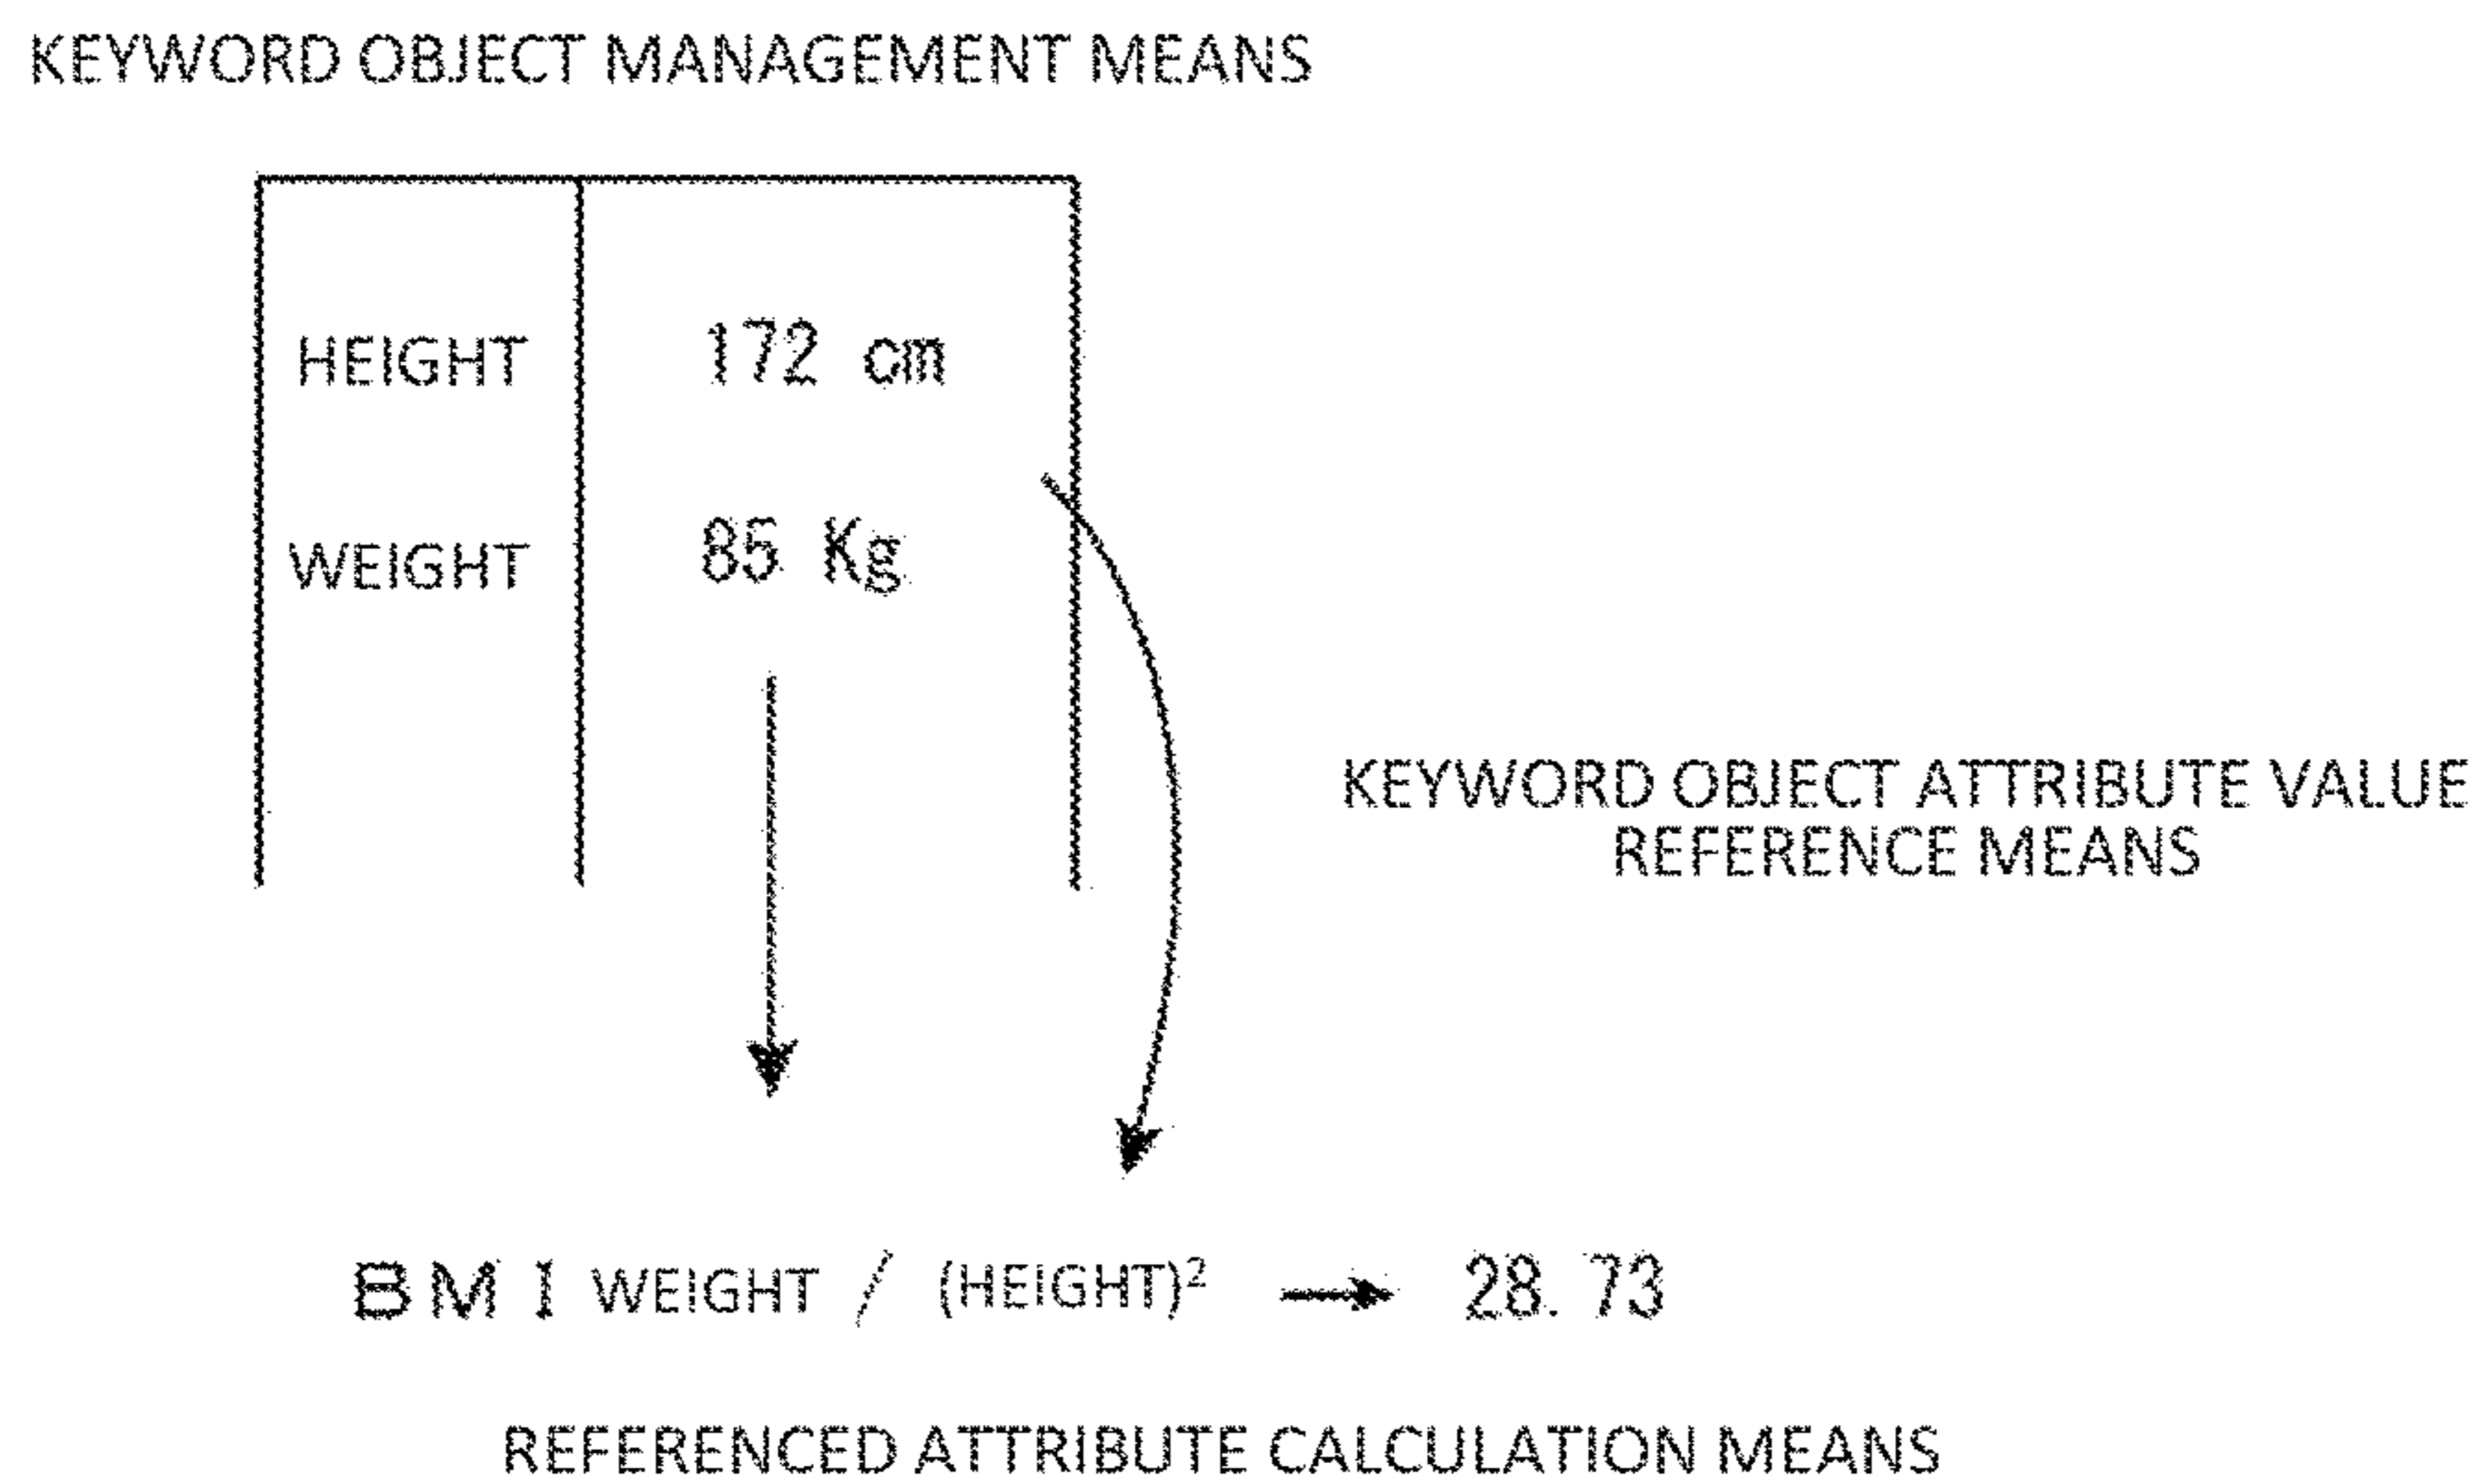 KEYWORD OBJECT MANAGEMENT MEANS
HEIGHT 172 cm
WEIGHT 85 Kg
KEYWORD OBJECT ATTRIBUTE VALUE
REFERENCE MEANS
BMI WEIGHT / (HEIGHT)² → 28.73
REFERENCED ATTRIBUTE CALCULATION MEANS